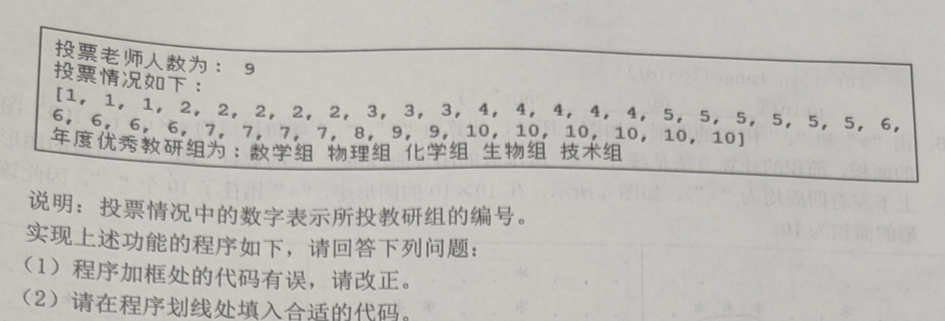 投票老师人数为： 9
投票情况如下：
[1, 1, 1, 2, 2, 2, 2, 2, 3, 3, 3, 4, 4, 4, 4, 4, 5, 5, 5, 5, 5, 5, 6,
6, 6, 6, 6, 7, 7, 7, 7, 8, 9, 9, 10, 10, 10, 10, 10, 10]
年度优秀教研组为：数学组 物理组 化学组 生物组 技术组
说明：投票情况中的数字表示所投教研组的编号。
实现上述功能的程序如下，请回答下列问题：
（1）程序加框处的代码有误，请改正。
（2）请在程序划线处填入合适的代码。